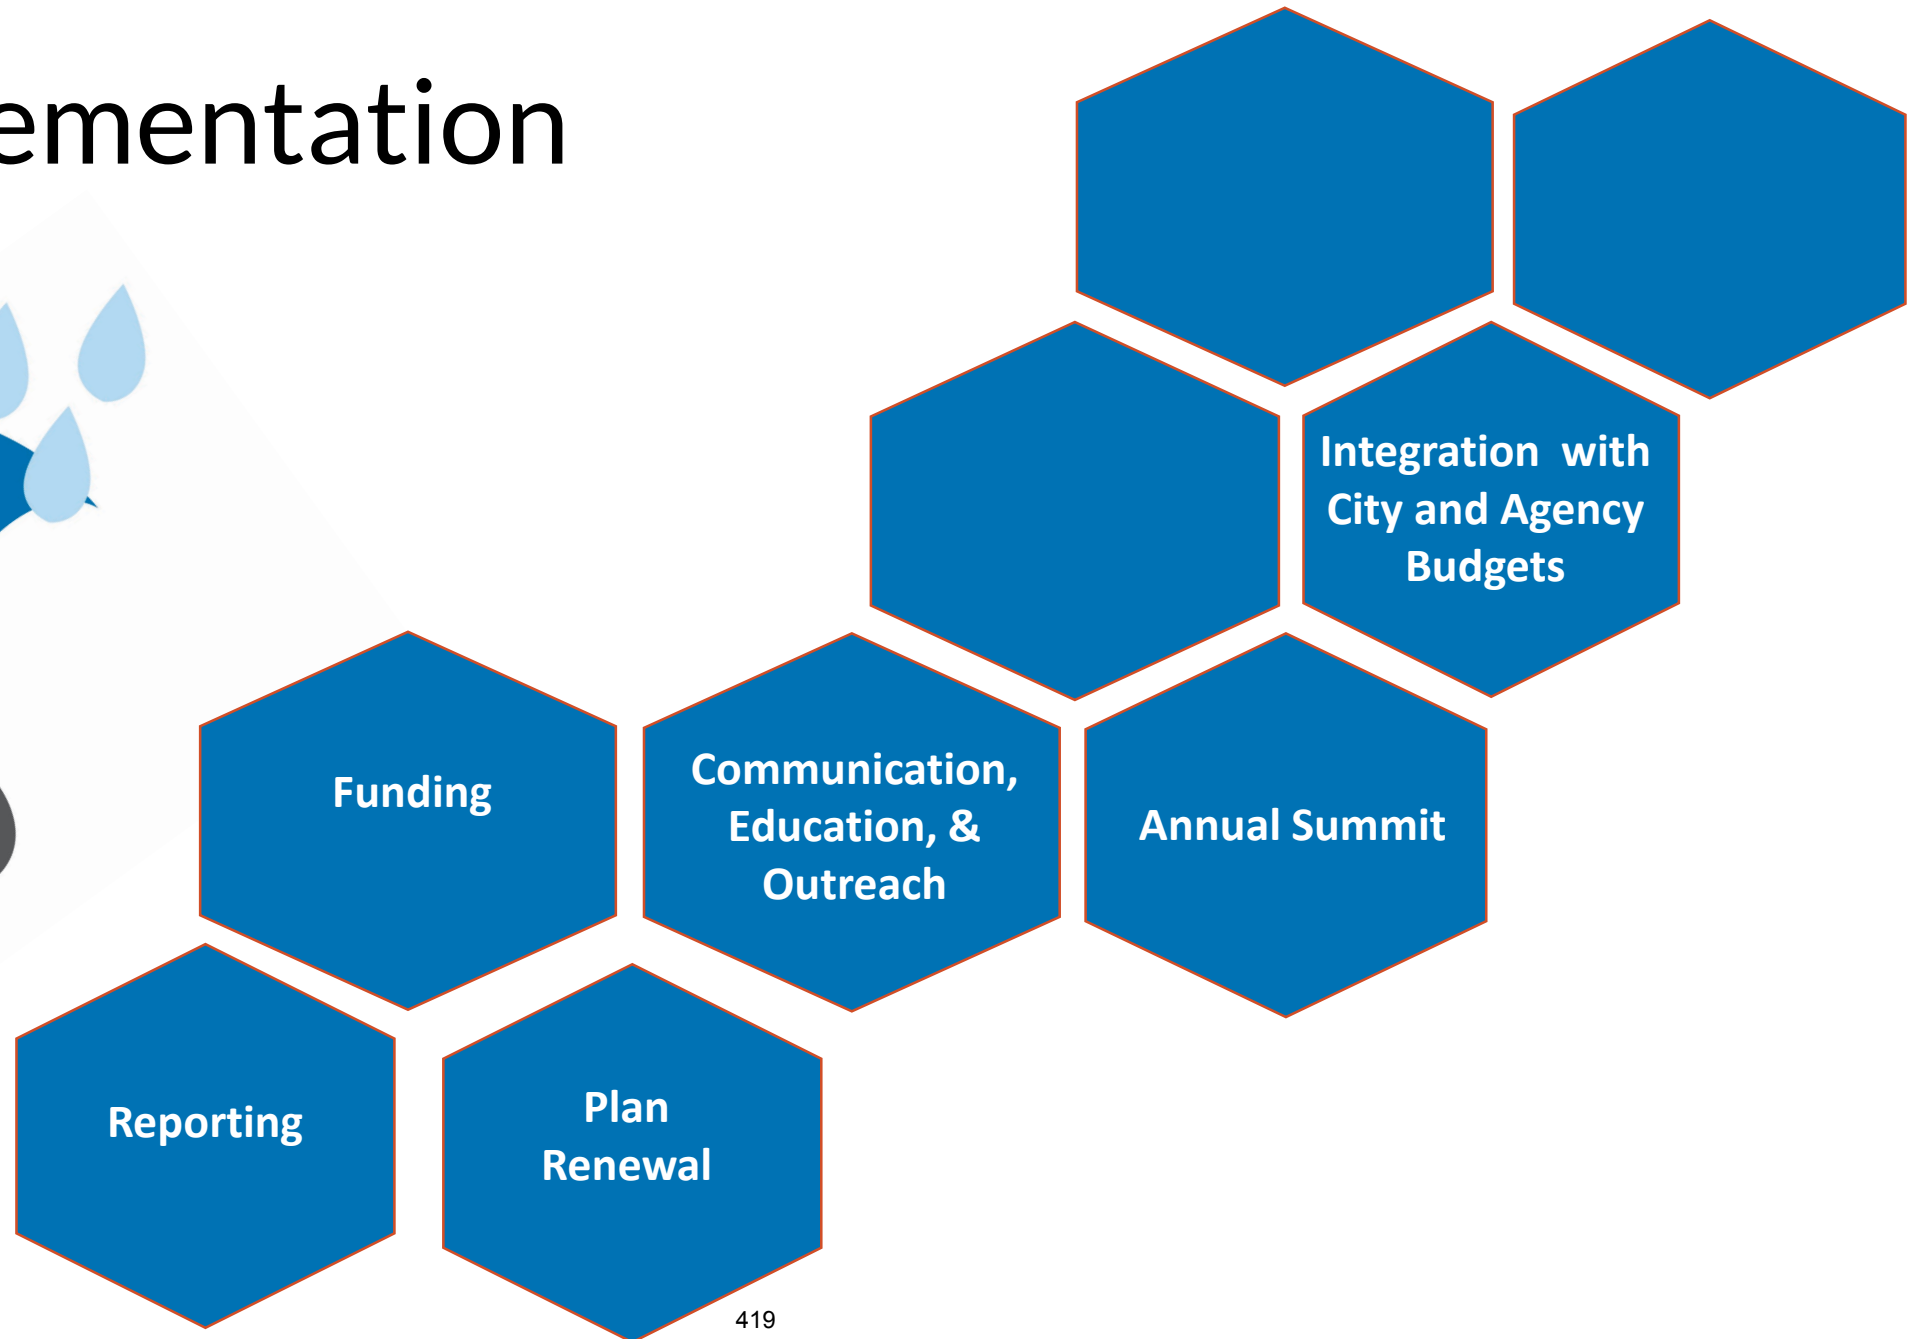 ementation
Integration with
City and Agency
Budgets
Funding
Communication,
Education, &
Outreach
Annual Summit
Reporting
Plan
Renewal
419